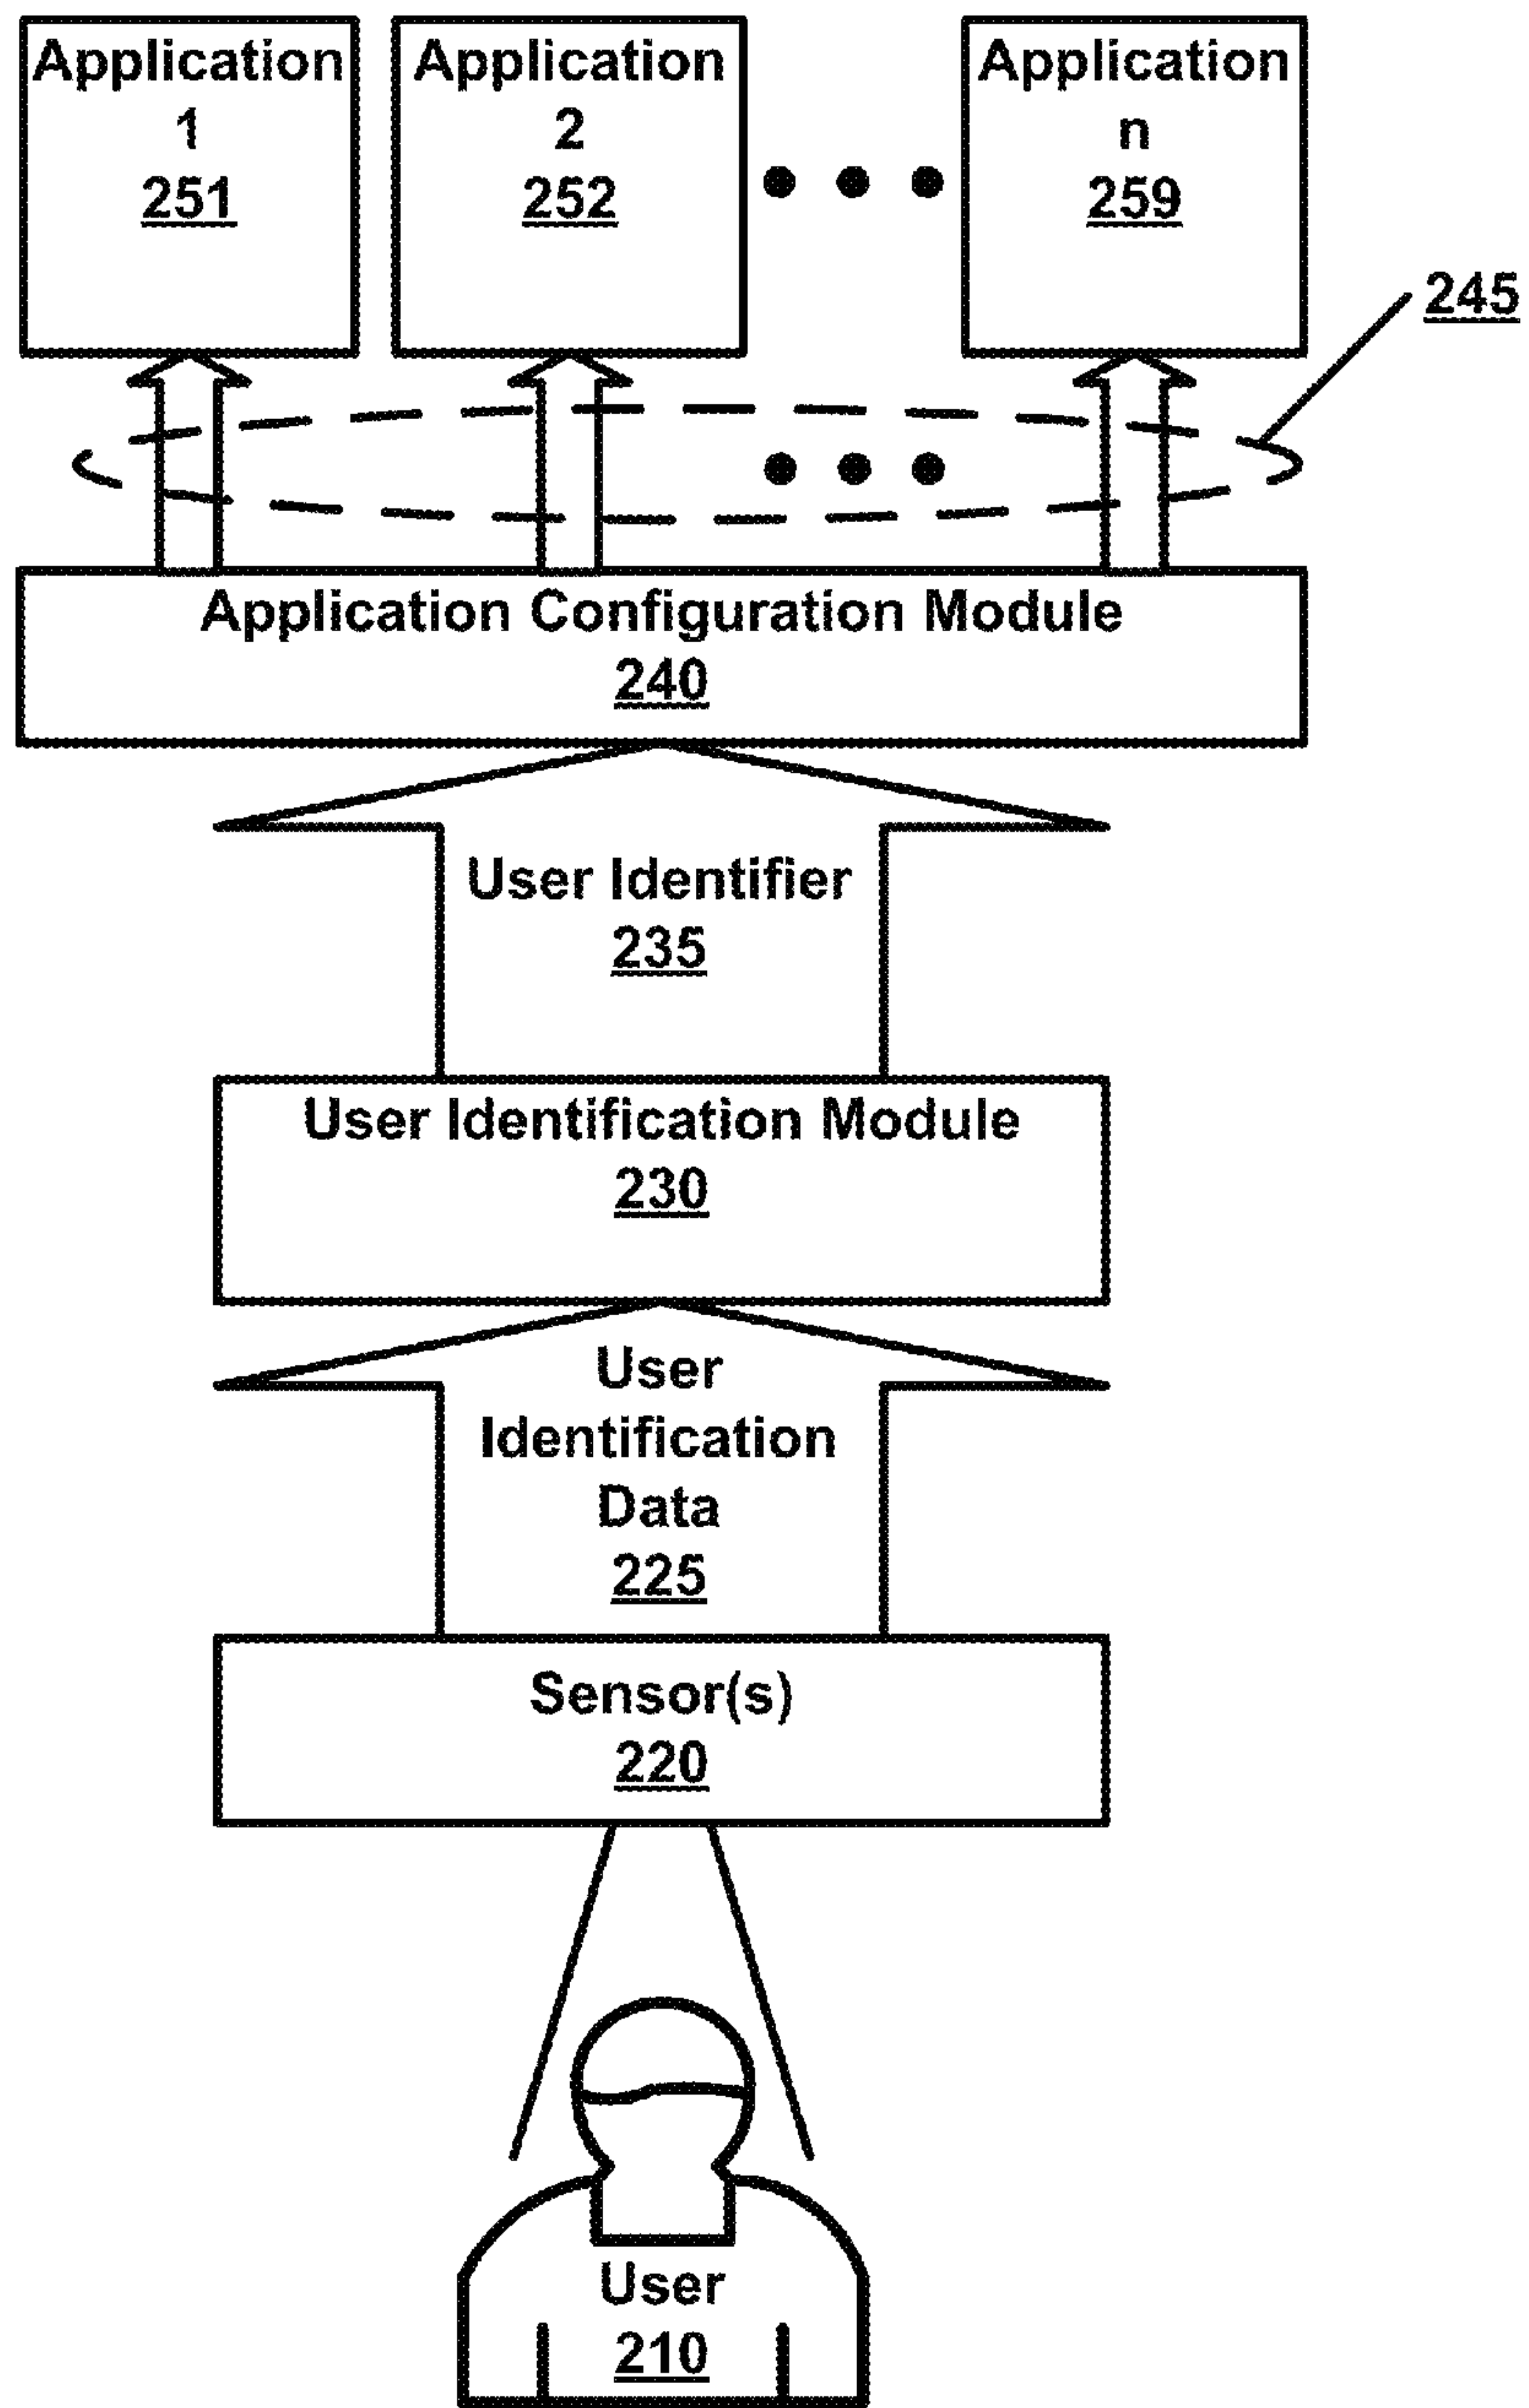 Application
1
251
Application
2
252
Application
n
259
245
Application Configuration Module
240
User Identifier
235
User Identification Module
230
User
Identification
Data
225
Sensor(s)
220
User
210